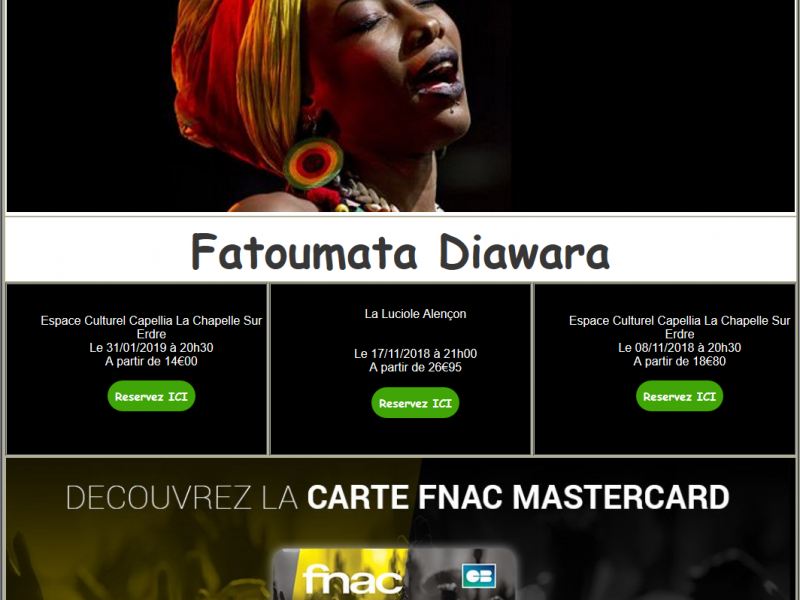 Fatoumata Diawara
Espace Culturel Capellia La Chapelle Sur
Erdre
Le 31/01/2019 à 20h30
A partir de 14€00
Reservez ICI
La Luciole Alençon
Le 17/11/2018 à 21h00
A partir de 26€95
Reservez ICI
Espace Culturel Capellia La Chapelle Sur
Erdre
Le 08/11/2018 à 20h30
A partir de 18€80
Reservez ICI
DECOUVREZ LA CARTE FNAC MASTERCARD
fnac
CB